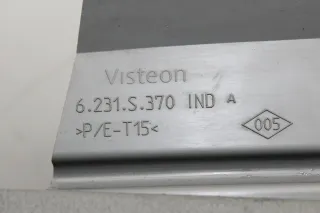 Visteon
6.231.S.370 IND A
>P/E-T15<
005